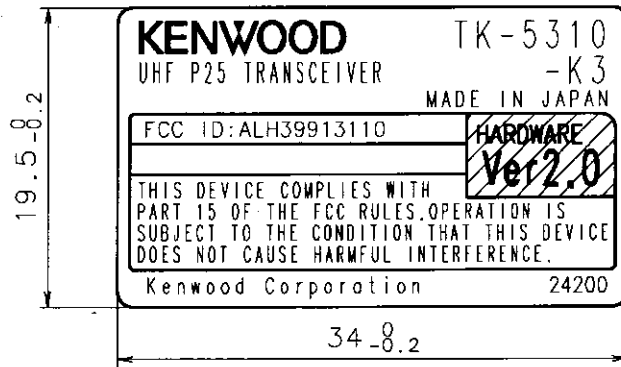 KENWOOD TK-5310
UHF P25 TRANSCEIVER -K3
MADE IN JAPAN
FCC ID:ALH39913110
HARDWARE
Ver2.0
THIS DEVICE COMPLIES WITH
PART 15 OF THE FCC RULES.OPERATION IS
SUBJECT TO THE CONDITION THAT THIS DEVICE
DOES NOT CAUSE HARMFUL INTERFERENCE.
Kenwood Corporation 24200
19.5 0 -0.2
34 0 -0.2